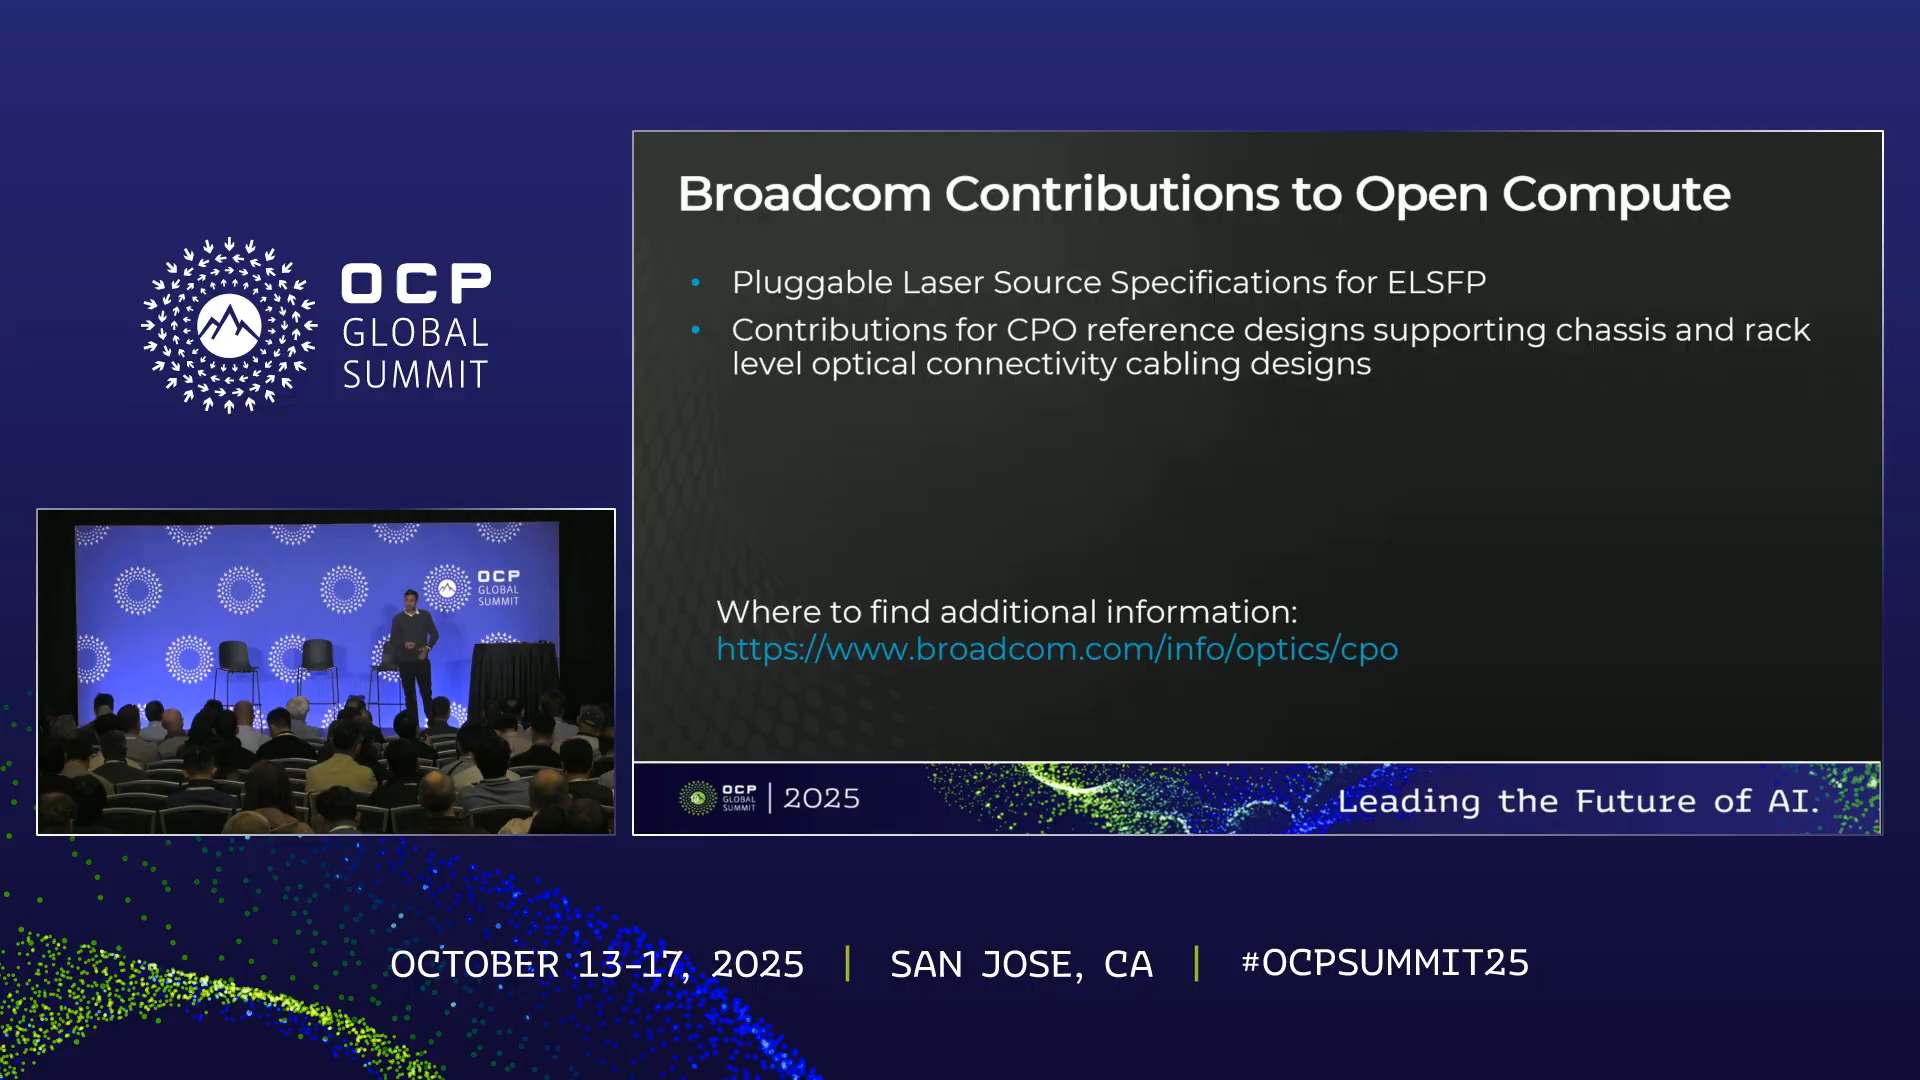 OCP
GLOBAL
SUMMIT
Broadcom Contributions to Open Compute
• Pluggable Laser Source Specifications for ELSFP
• Contributions for CPO reference designs supporting chassis and rack
level optical connectivity cabling designs
Where to find additional information:
https://www.broadcom.com/info/optics/cpo
OCP
GLOBAL
SUMMIT
OCP
GLOBAL
SUMMIT
| 2025
Leading the Future of AI.
OCTOBER 13-17, 2025 | SAN JOSE, CA | #OCPSUMMIT25